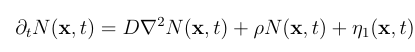 ∂ₜN(𝐱, t) = D∇²N(𝐱, t) + ρN(𝐱, t) + η₁(𝐱, t)